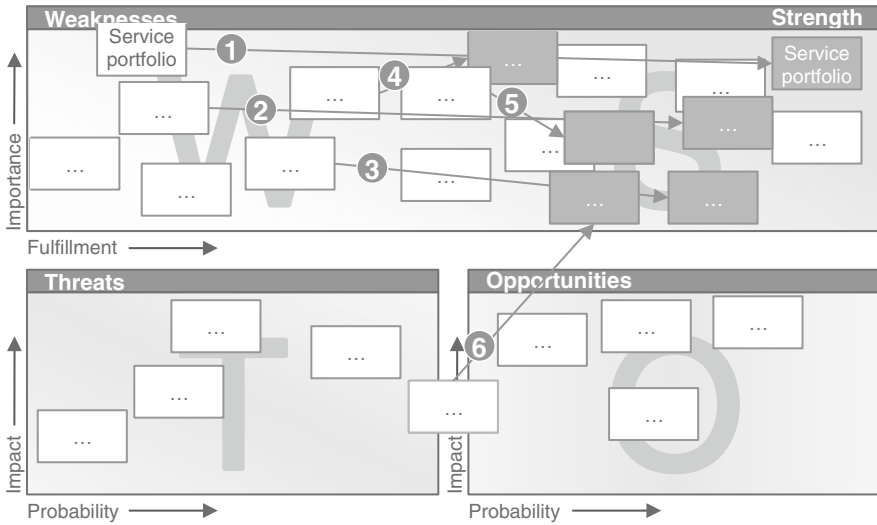 Weaknesses
Strength
Service
portfolio
1
...
...
Service
portfolio
4
...
...
...
2
...
5
...
...
...
...
...
...
...
...
3
...
...
...
Importance
Fulfillment
Threats
Opportunities
...
...
...
...
6
...
...
...
...
...
Impact
Impact
Probability
Probability